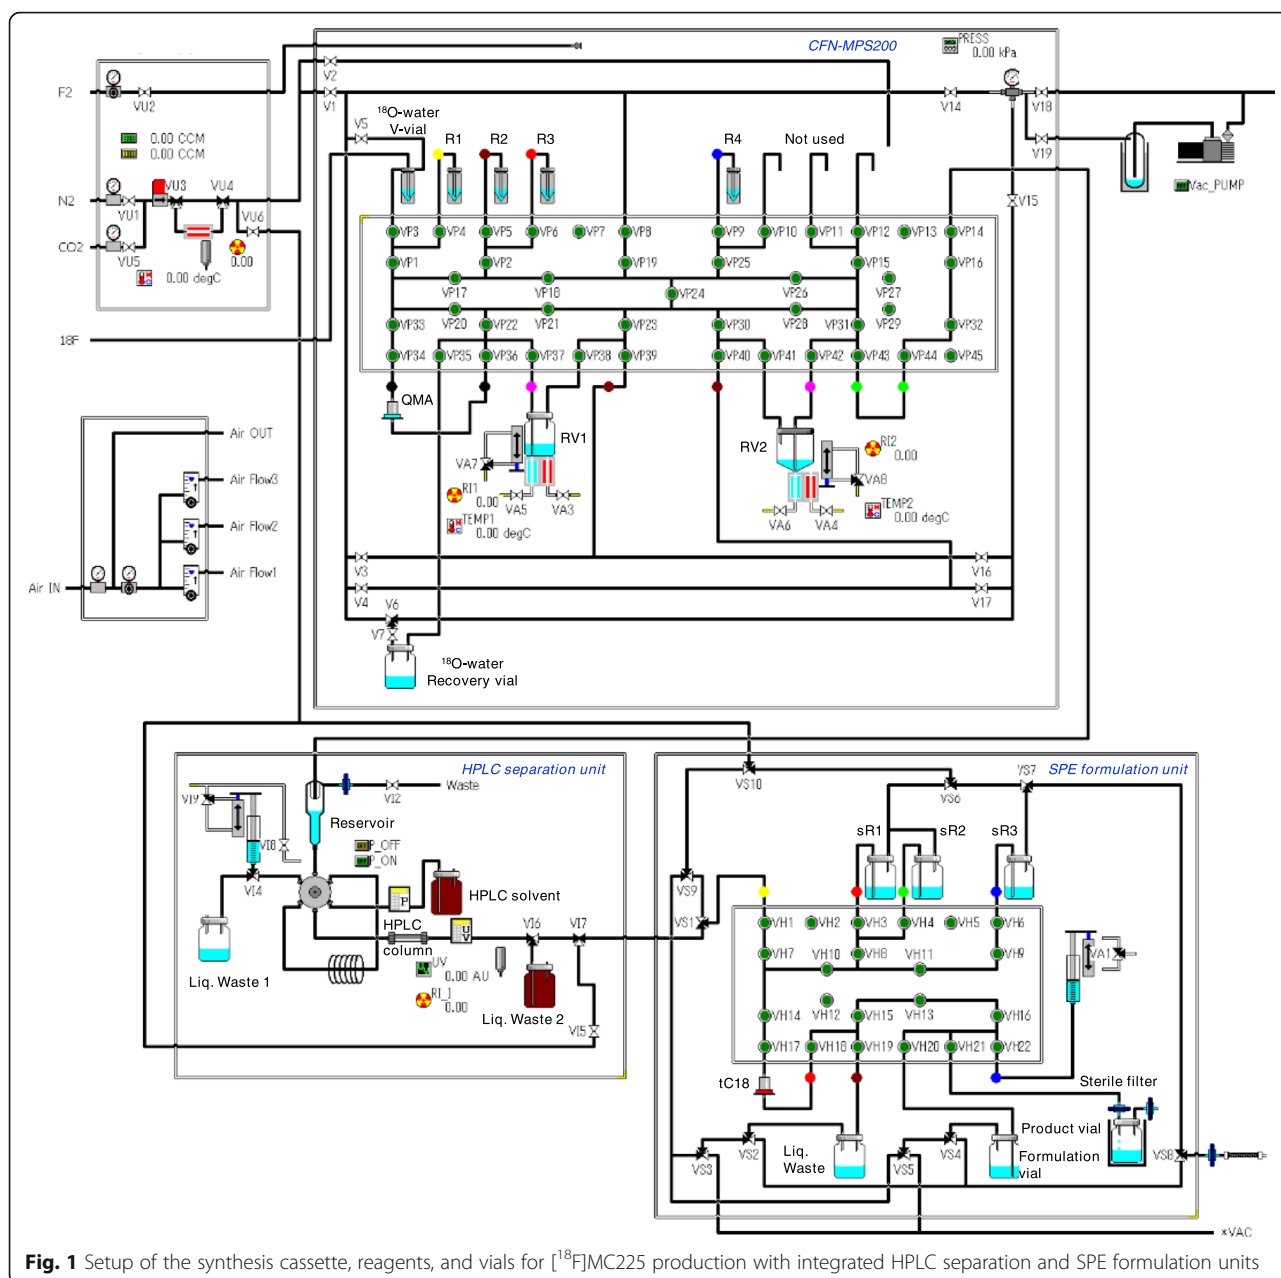 CFN-MPS200
PRESS
0.00 kPa
F2
VU2
V2
V1
V14
V18
V19
V15
0.00 CCM
0.00 CCM
18O-water
V-vial
V5
R1
R2
R3
R4
Not used
Vac_PUMP
N2
VU1
VU3
VU4
VU6
CO2
VU5
0.00 degC
0.00
VP3 VP4 VP5 VP6 VP7 VP8 VP9 VP10 VP11 VP12 VP13 VP14
VP1 VP2 VP19 VP25 VP15 VP16
VP17 VP18 VP24 VP26 VP27
VP20 VP21 VP28 VP29
VP33 VP22 VP23 VP30 VP31 VP32
18F
VP34 VP35 VP36 VP37 VP38 VP39 VP40 VP41 VP42 VP43 VP44 VP45
QMA
RV1
RV2
RI2
0.00
VA7
VA8
RI1
0.00
VA5
VA3
VA6
VA4
TEMP1
0.00 degC
TEMP2
0.00 degC
Air OUT
Air Flow3
Air Flow2
Air Flow1
Air IN
V3
V16
V4
V17
V6
V7
18O-water
Recovery vial
HPLC separation unit
SPE formulation unit
VI9
VI2
Waste
Reservoir
VI8
P_OFF
P_ON
VI4
P
HPLC solvent
HPLC
column
UV
VI6
VI7
UV
0.00 AU
RI_I
0.00
Liq. Waste 1
Liq. Waste 2
VI5
VS10
VS6
VS7
sR1
sR2
sR3
VS9
VS1
VH1 VH2 VH3 VH4 VH5 VH6
VH7 VH10 VH8 VH11 VH9
VA1
VH14 VH12 VH15 VH13 VH16
VH17 VH18 VH19 VH20 VH21 VH22
tC18
Sterile filter
Product vial
Liq.
Waste
Formulation
vial
VS2
VS3
VS4
VS5
VS8
*VAC
Fig. 1 Setup of the synthesis cassette, reagents, and vials for [18F]MC225 production with integrated HPLC separation and SPE formulation units